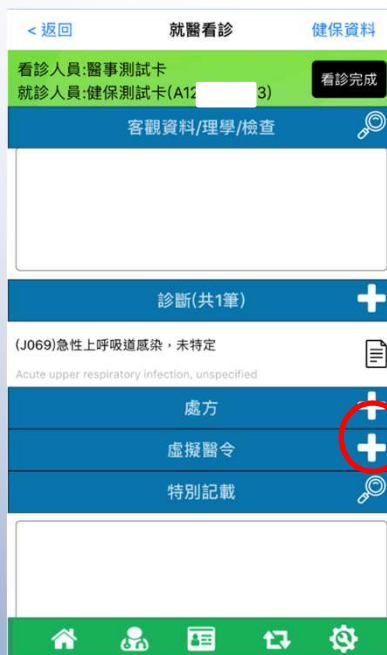 < 返回 就醫看診 健保資料
看診人員:醫事測試卡
就診人員:健保測試卡(A12 3)
看診完成
客觀資料/理學/檢查
診斷(共1筆)
(J069)急性上呼吸道感染，未特定
Acute upper respiratory infection, unspecified
處方
虛擬醫令
特別記載